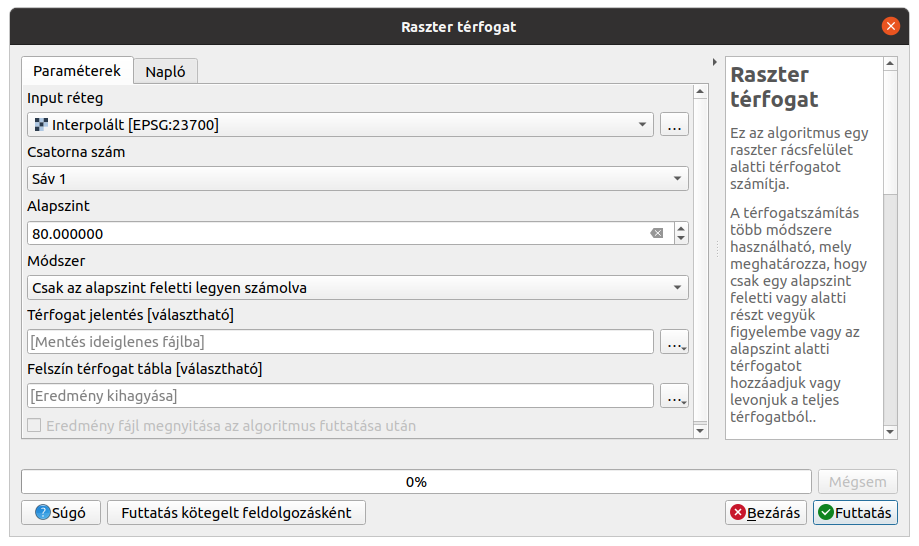 Raszter térfogat
Paraméterek
Napló
Input réteg
Interpolált [EPSG:23700]
...
Csatorna szám
Sáv 1
Alapszint
80.000000
Módszer
Csak az alapszint feletti legyen számolva
Térfogat jelentés [választható]
[Mentés ideiglenes fájlba]
...
Felszín térfogat tábla [választható]
[Eredmény kihagyása]
...
Eredmény fájl megnyitása az algoritmus futtatása után
Raszter
térfogat
Ez az algoritmus egy
raszter rácsfelület
alatti térfogatot
számítja.
A térfogatszámítás
több módszere
használható, mely
meghatározza, hogy
csak egy alapszint
feletti vagy alatti
részt vegyük
figyelembe vagy az
alapszint alatti
térfogatot
hozzáadjuk vagy
levonjuk a teljes
térfogatból..
0%
Mégsem
?Súgó
Futtatás kötegelt feldolgozásként
Bezárás
Futtatás